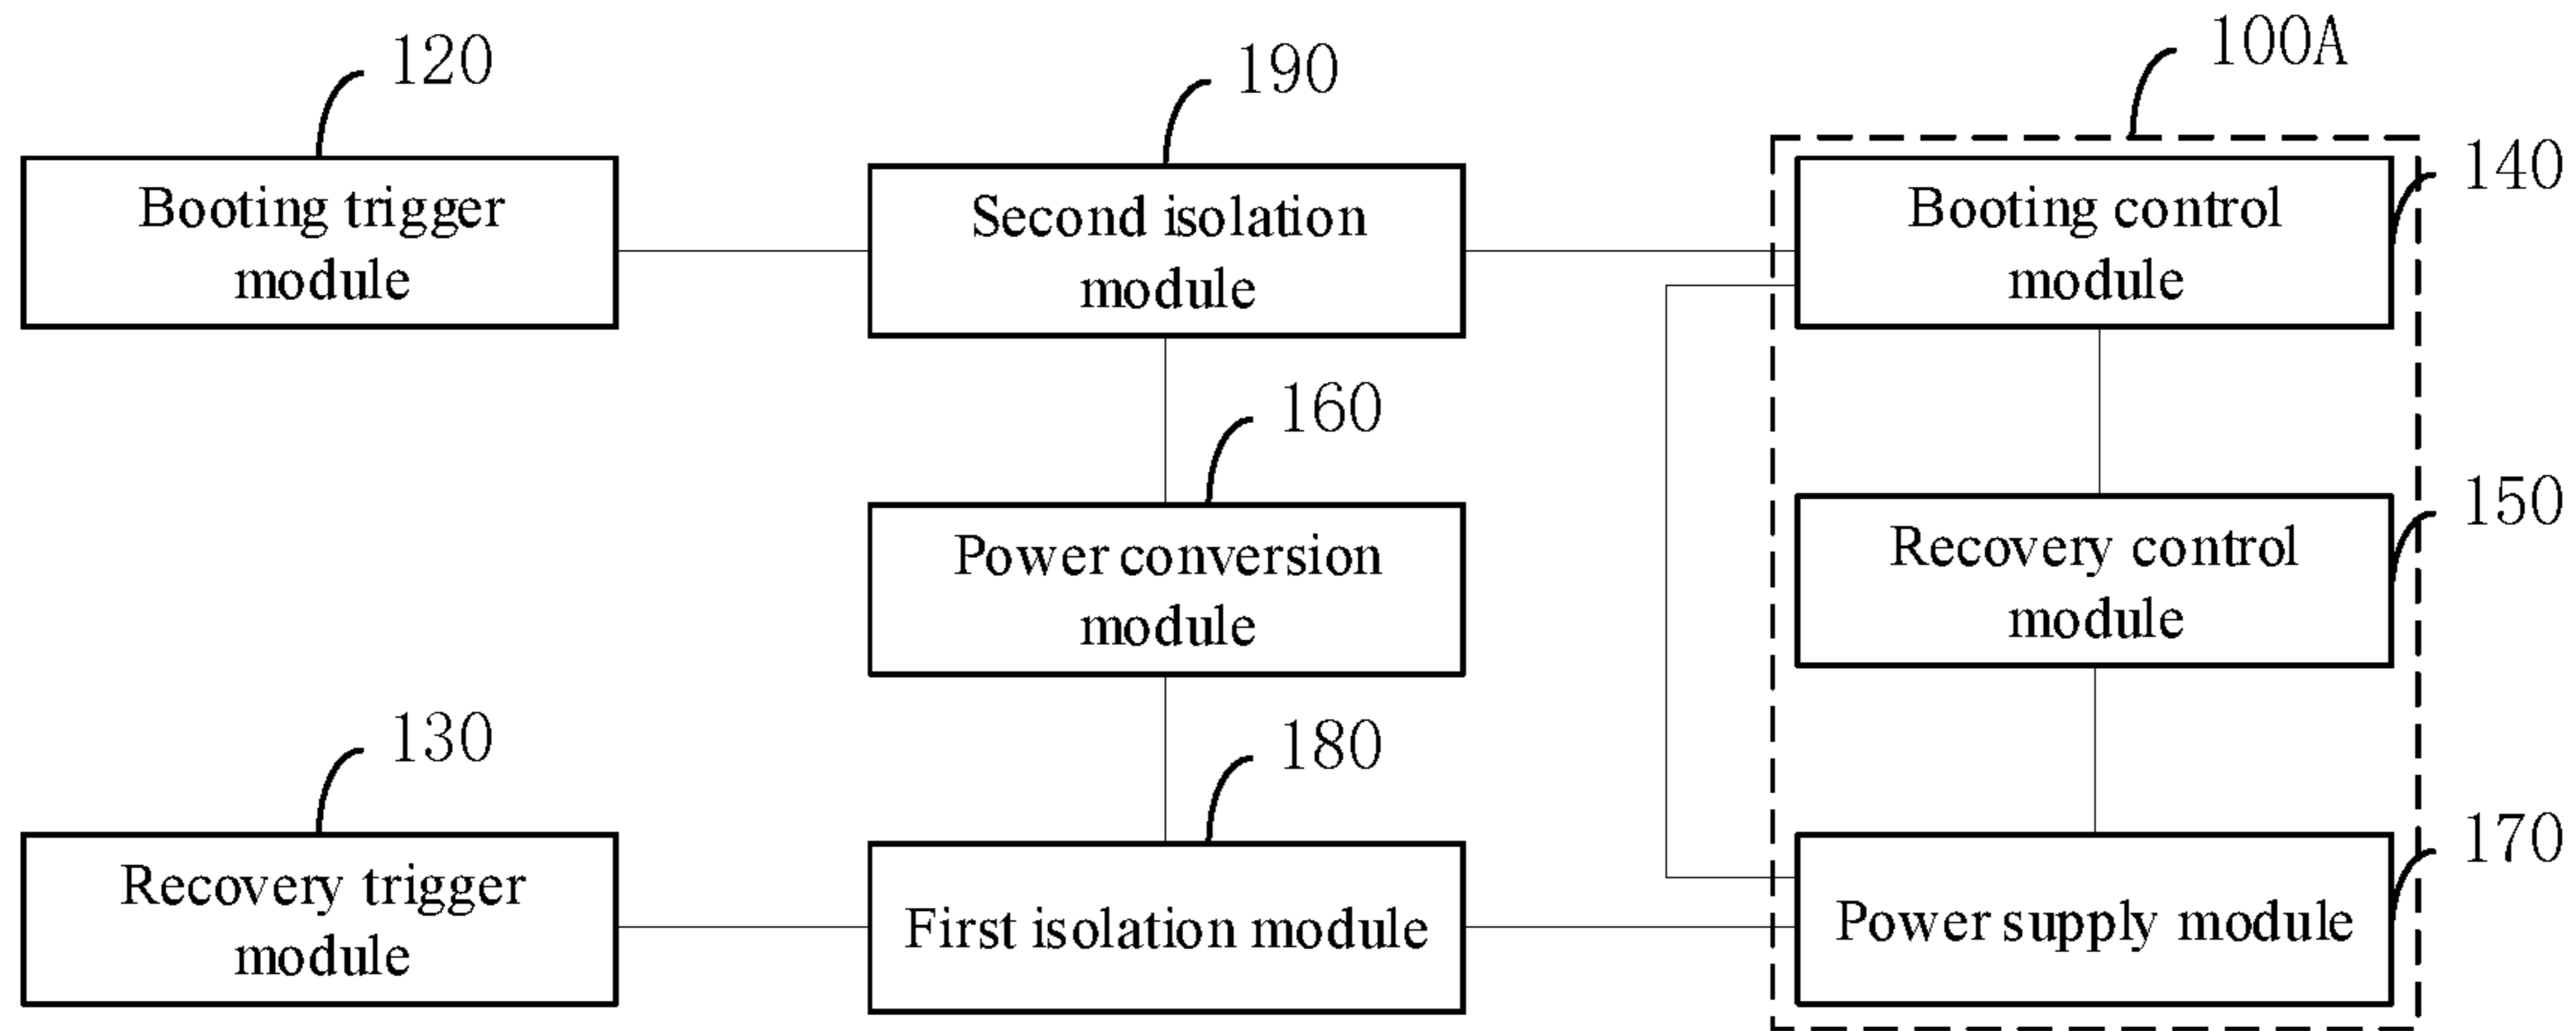 120
190
100A
140
Booting trigger
module
Second isolation
module
Booting control
module
160
150
Power conversion
module
Recovery control
module
130
180
170
Recovery trigger
module
First isolation module
Power supply module